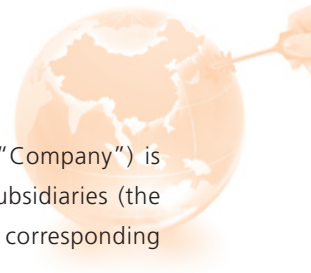 “Company”) is
ubsidiaries (the
corresponding